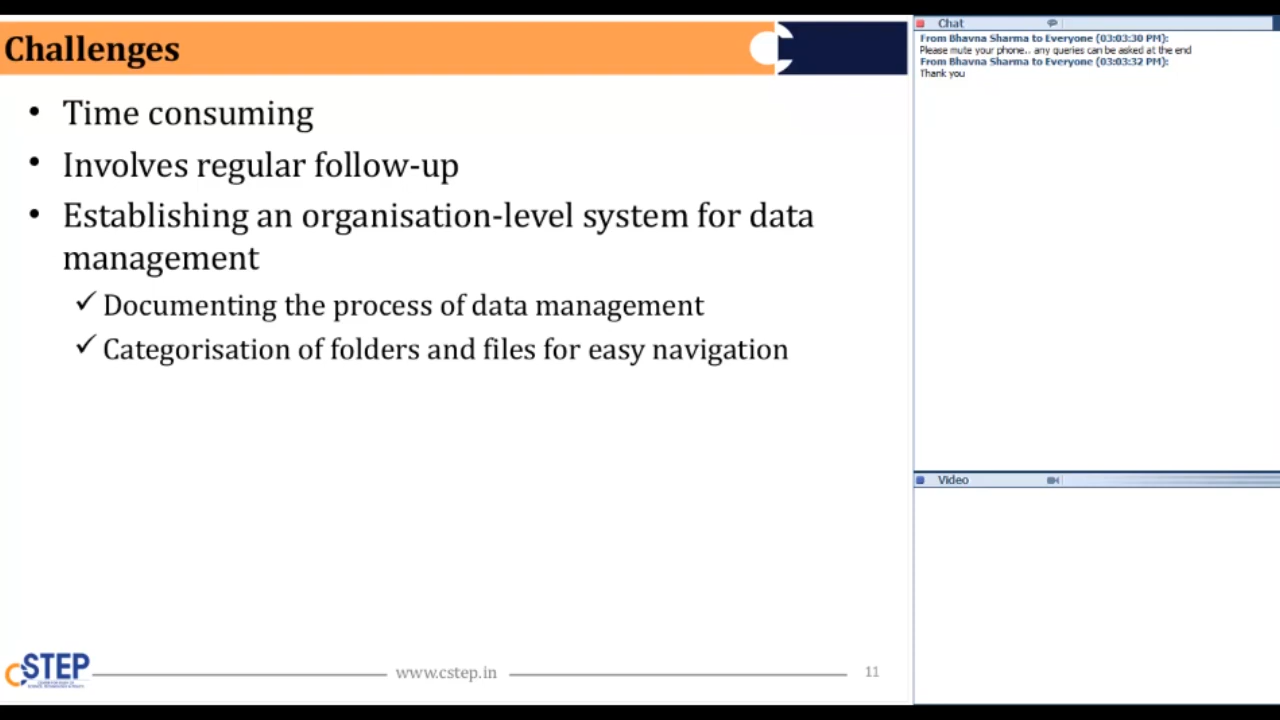 Challenges
• Time consuming
• Involves regular follow-up
• Establishing an organisation-level system for data
management
✓ Documenting the process of data management
✓ Categorisation of folders and files for easy navigation
CSTEP
www.cstep.in
11
Chat
From Bhavna Sharma to Everyone (03:03:30 PM):
Please mute your phone.. any queries can be asked at the end
From Bhavna Sharma to Everyone (03:03:32 PM):
Thank you
Video